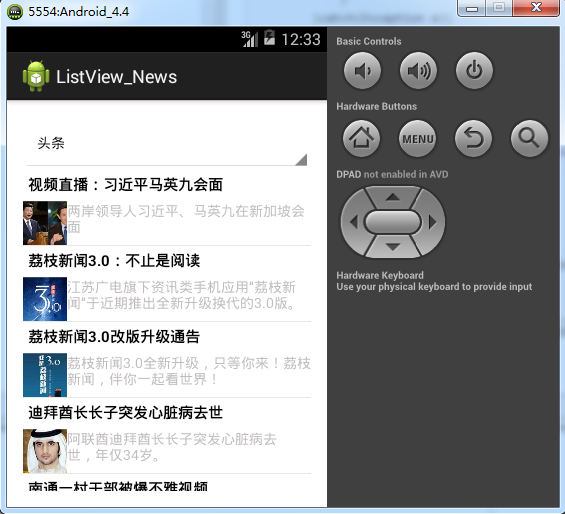 5554:Android_4.4
3G 12:33
ListView_News
头条
视频直播：习近平马英九会面
两岸领导人习近平、马英九在新加坡会
面
荔枝新闻3.0：不止是阅读
3.0
江苏广电旗下资讯类手机应用“荔枝新
闻”于近期推出全新升级换代的3.0版。
荔枝新闻3.0改版升级通告
3.0
荔枝新闻3.0全新升级，只等你来！荔枝
新闻，伴你一起看世界！
迪拜酋长长子突发心脏病去世
阿联酋迪拜酋长长子突发心脏病去
世，年仅34岁。
南通一村干部被爆不雅视频
Basic Controls
Hardware Buttons
MENU
DPAD not enabled in AVD
Hardware Keyboard
Use your physical keyboard to provide input